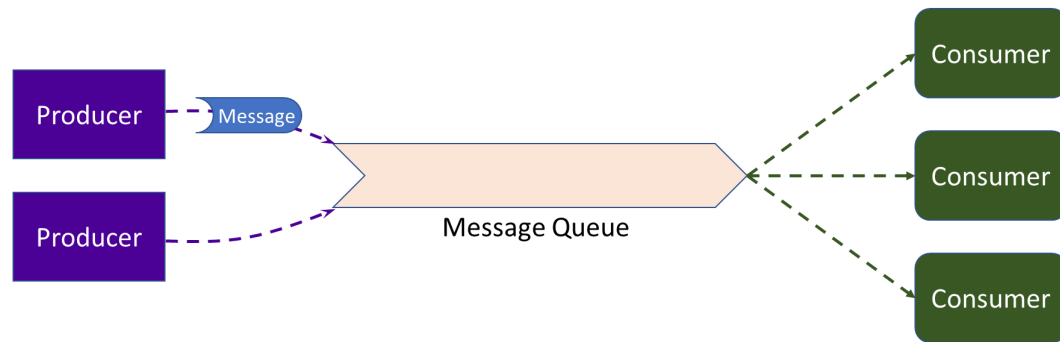 Producer
Message
Producer
Message Queue
Consumer
Consumer
Consumer